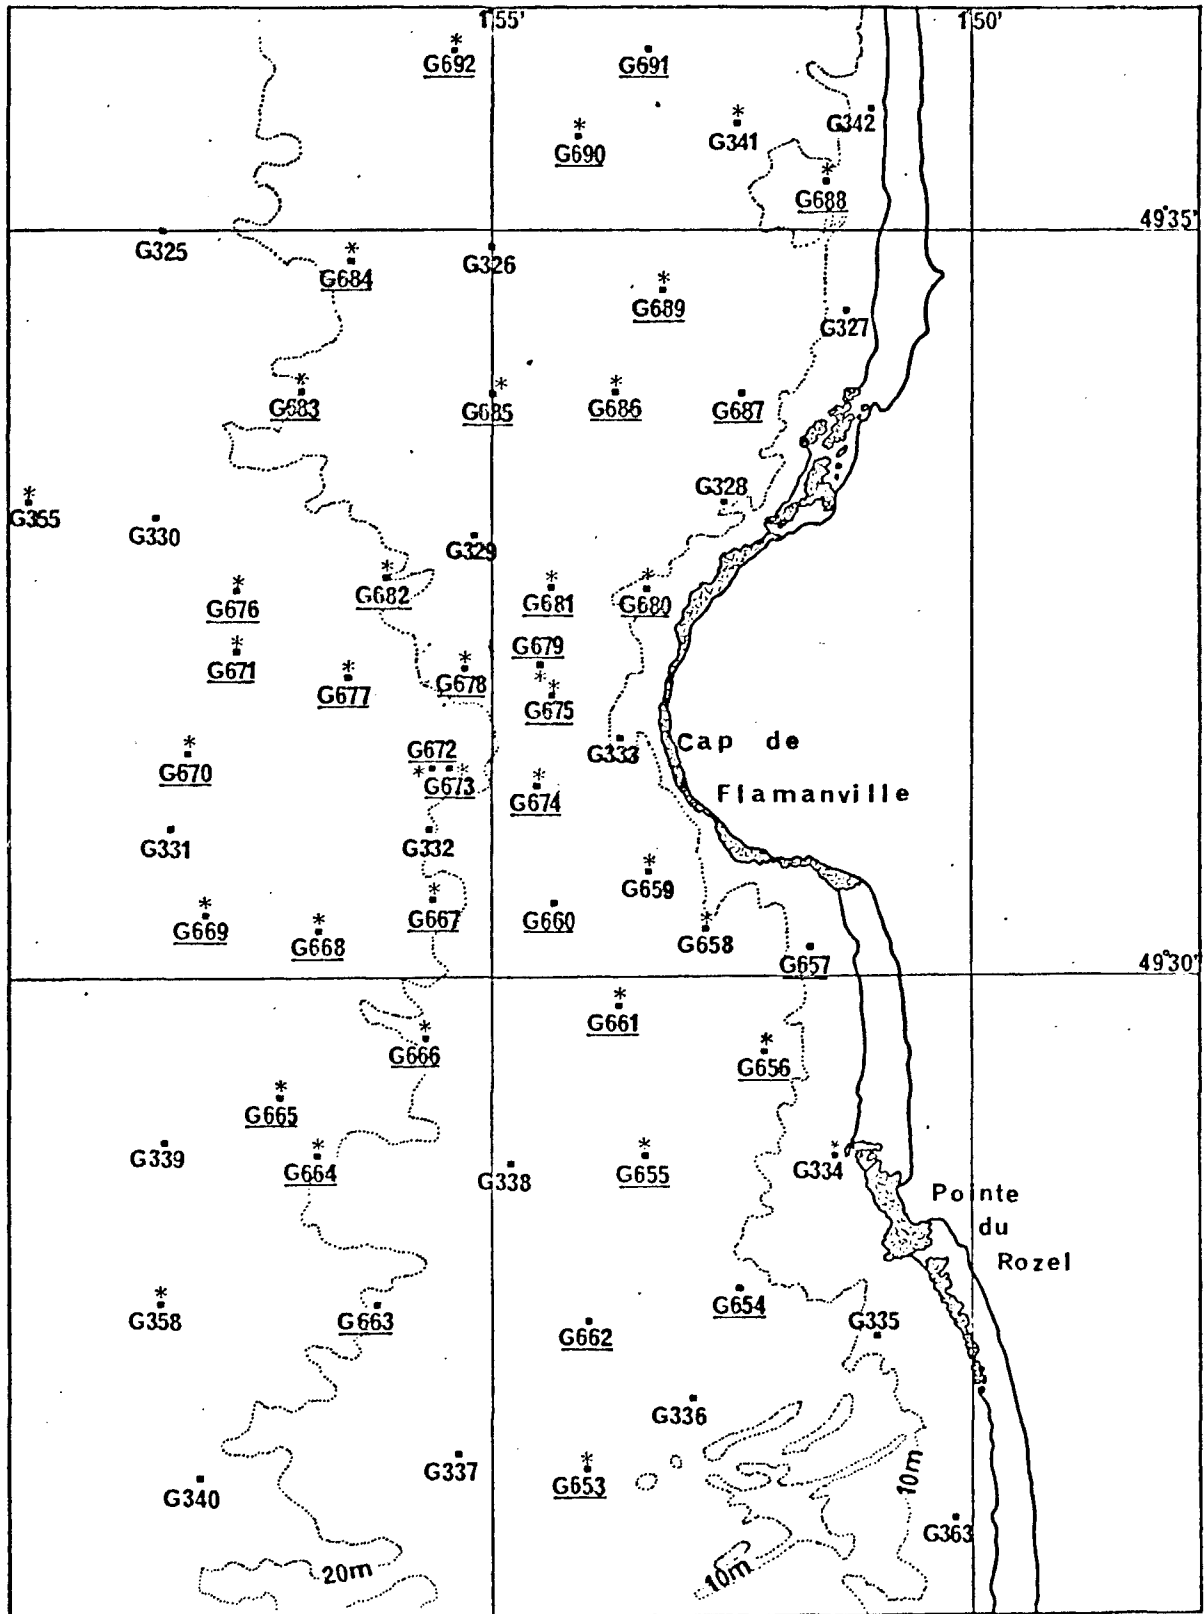 1°55'
1°50'
*
G692
G691
*
G690
*
G341
G342
*
G688
49°35'
G325
*
G684
G326
*
G689
G327
*
G683
*
G685
*
G686
G687
*
G355
G330
G328
G329
*
G682
*
G676
*
G681
*
G680
*
G671
*
G677
*
G678
G679
*
*
G675
*
G670
G672
*
G673
*
*
G674
G333
Cap de
Flamanville
G331
G332
*
G659
*
G669
*
G668
*
G667
G660
*
G658
G657
49°30'
*
G661
*
G666
*
G656
*
G665
G339
*
G664
G338
*
G655
*
G334
Pointe
du
Rozel
*
G358
G663
G662
G654
G335
G336
G340
G337
*
G653
10m
G363
20m
10m